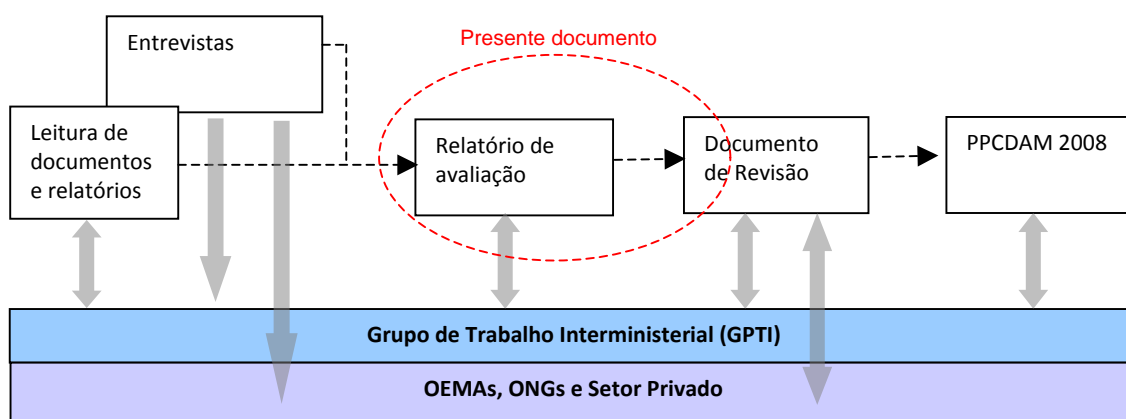 Entrevistas
Presente documento
Leitura de
documentos
e relatórios
Relatório de
avaliação
Documento
de Revisão
PPCDAM 2008
Grupo de Trabalho Interministerial (GPTI)
OEMAs, ONGs e Setor Privado